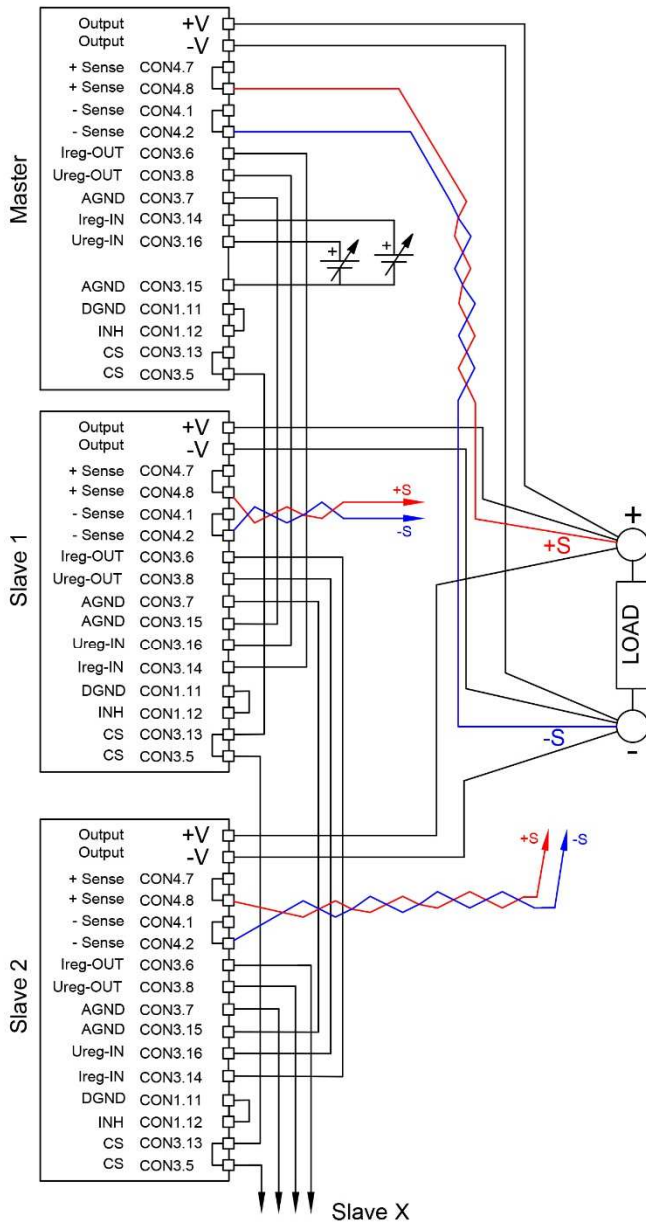 Master
Output +V
Output -V
+ Sense CON4.7
+ Sense CON4.8
- Sense CON4.1
- Sense CON4.2
Ireg-OUT CON3.6
Ureg-OUT CON3.8
AGND CON3.7
Ireg-IN CON3.14
Ureg-IN CON3.16
AGND CON3.15
DGND CON1.11
INH CON1.12
CS CON3.13
CS CON3.5
+
+
Slave 1
Output +V
Output -V
+ Sense CON4.7
+ Sense CON4.8
- Sense CON4.1
- Sense CON4.2
Ireg-OUT CON3.6
Ureg-OUT CON3.8
AGND CON3.7
AGND CON3.15
Ureg-IN CON3.16
Ireg-IN CON3.14
DGND CON1.11
INH CON1.12
CS CON3.13
CS CON3.5
+S
-S
+
+S
LOAD
-S
-
Slave 2
Output +V
Output -V
+ Sense CON4.7
+ Sense CON4.8
- Sense CON4.1
- Sense CON4.2
Ireg-OUT CON3.6
Ureg-OUT CON3.8
AGND CON3.7
AGND CON3.15
Ureg-IN CON3.16
Ireg-IN CON3.14
DGND CON1.11
INH CON1.12
CS CON3.13
CS CON3.5
+S -S
Slave X